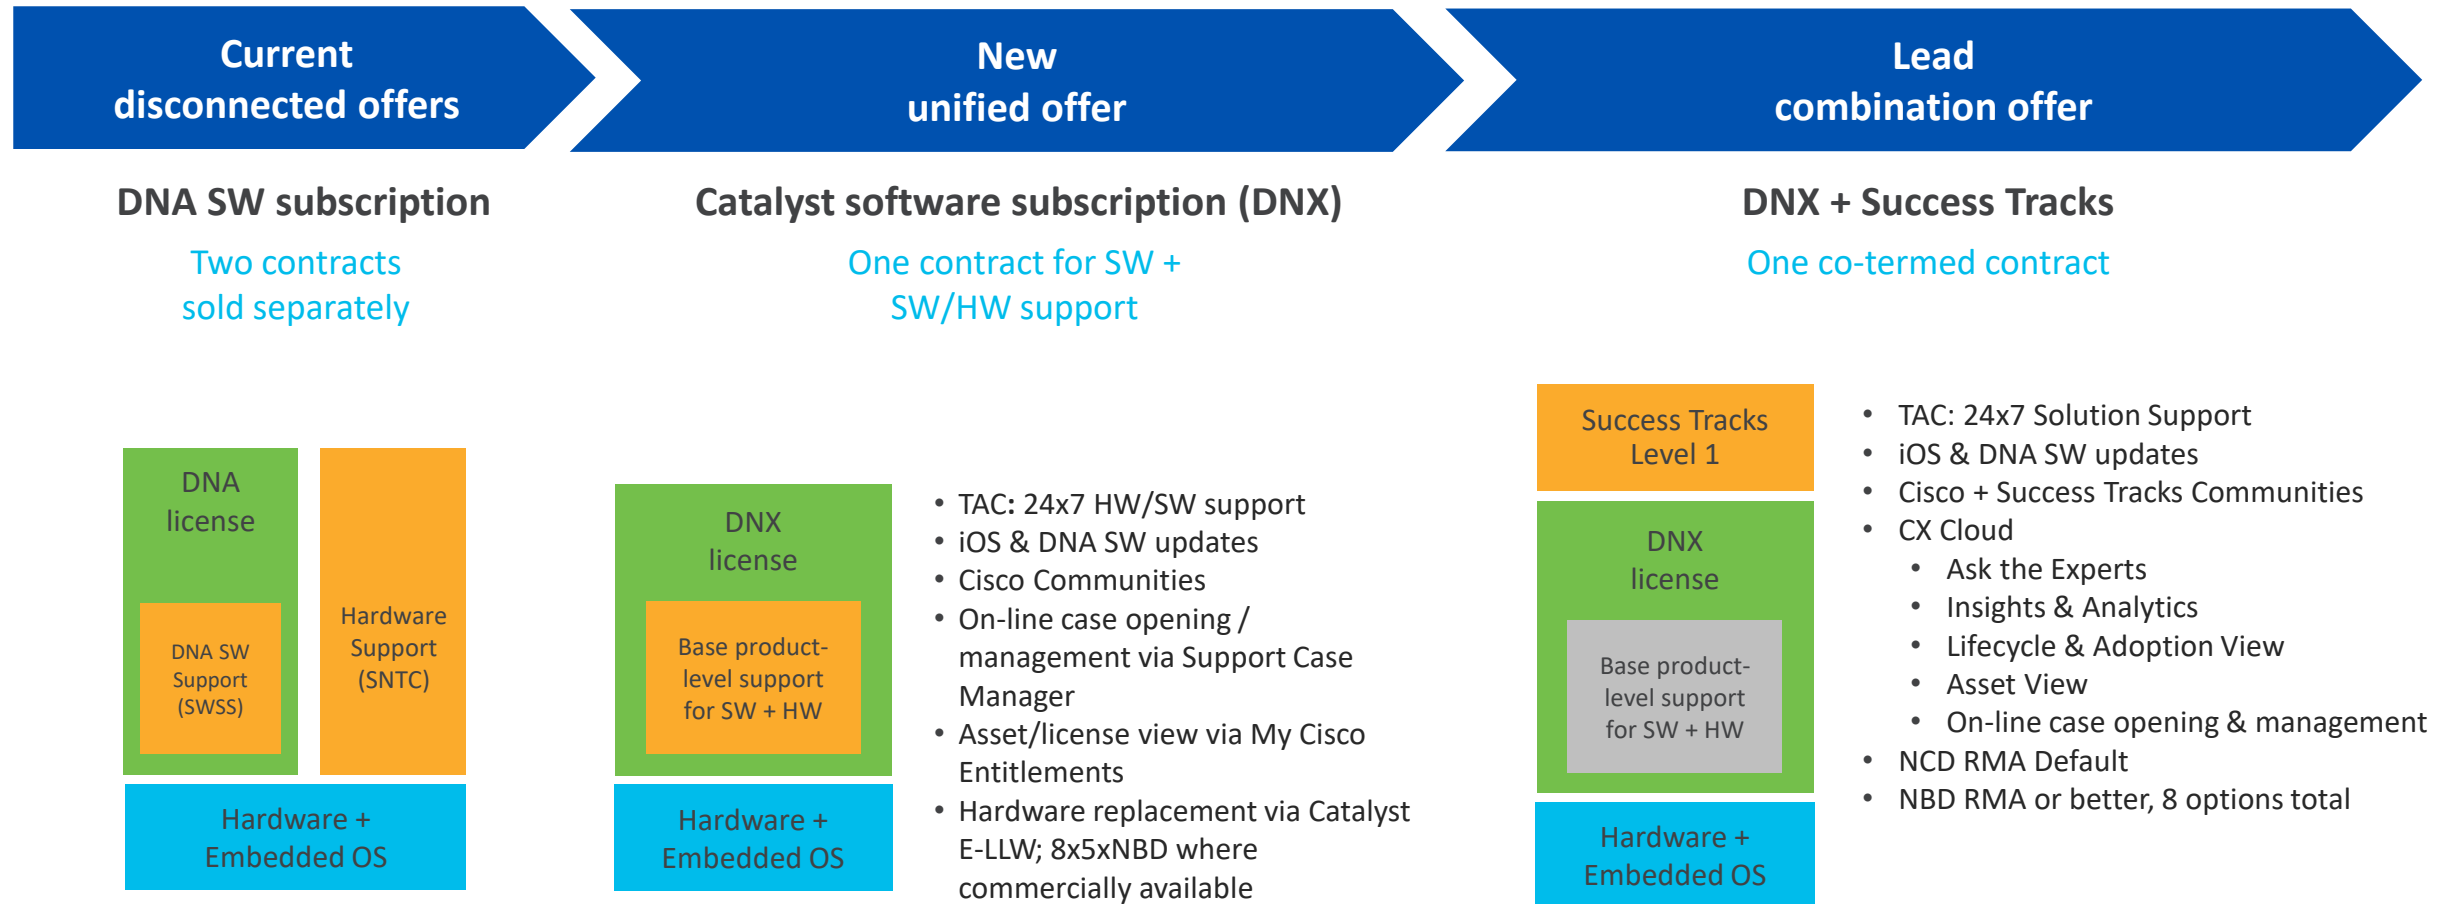 Current
disconnected offers
New
unified offer
Lead
combination offer
DNA SW subscription
Two contracts
sold separately
DNA
license
DNA SW
Support
(SWSS)
Hardware
Support
(SNTC)
Hardware +
Embedded OS
Catalyst software subscription (DNX)
One contract for SW +
SW/HW support
DNX
license
Base product-
level support
for SW + HW
Hardware +
Embedded OS
• TAC: 24x7 HW/SW support
• iOS & DNA SW updates
• Cisco Communities
• On-line case opening /
management via Support Case
Manager
• Asset/license view via My Cisco
Entitlements
• Hardware replacement via Catalyst
E-LLW; 8x5xNBD where
commercially available
DNX + Success Tracks
One co-termed contract
Success Tracks
Level 1
DNX
license
Base product-
level support
for SW + HW
Hardware +
Embedded OS
• TAC: 24x7 Solution Support
• iOS & DNA SW updates
• Cisco + Success Tracks Communities
• CX Cloud
• Ask the Experts
• Insights & Analytics
• Lifecycle & Adoption View
• Asset View
• On-line case opening & management
• NCD RMA Default
• NBD RMA or better, 8 options total